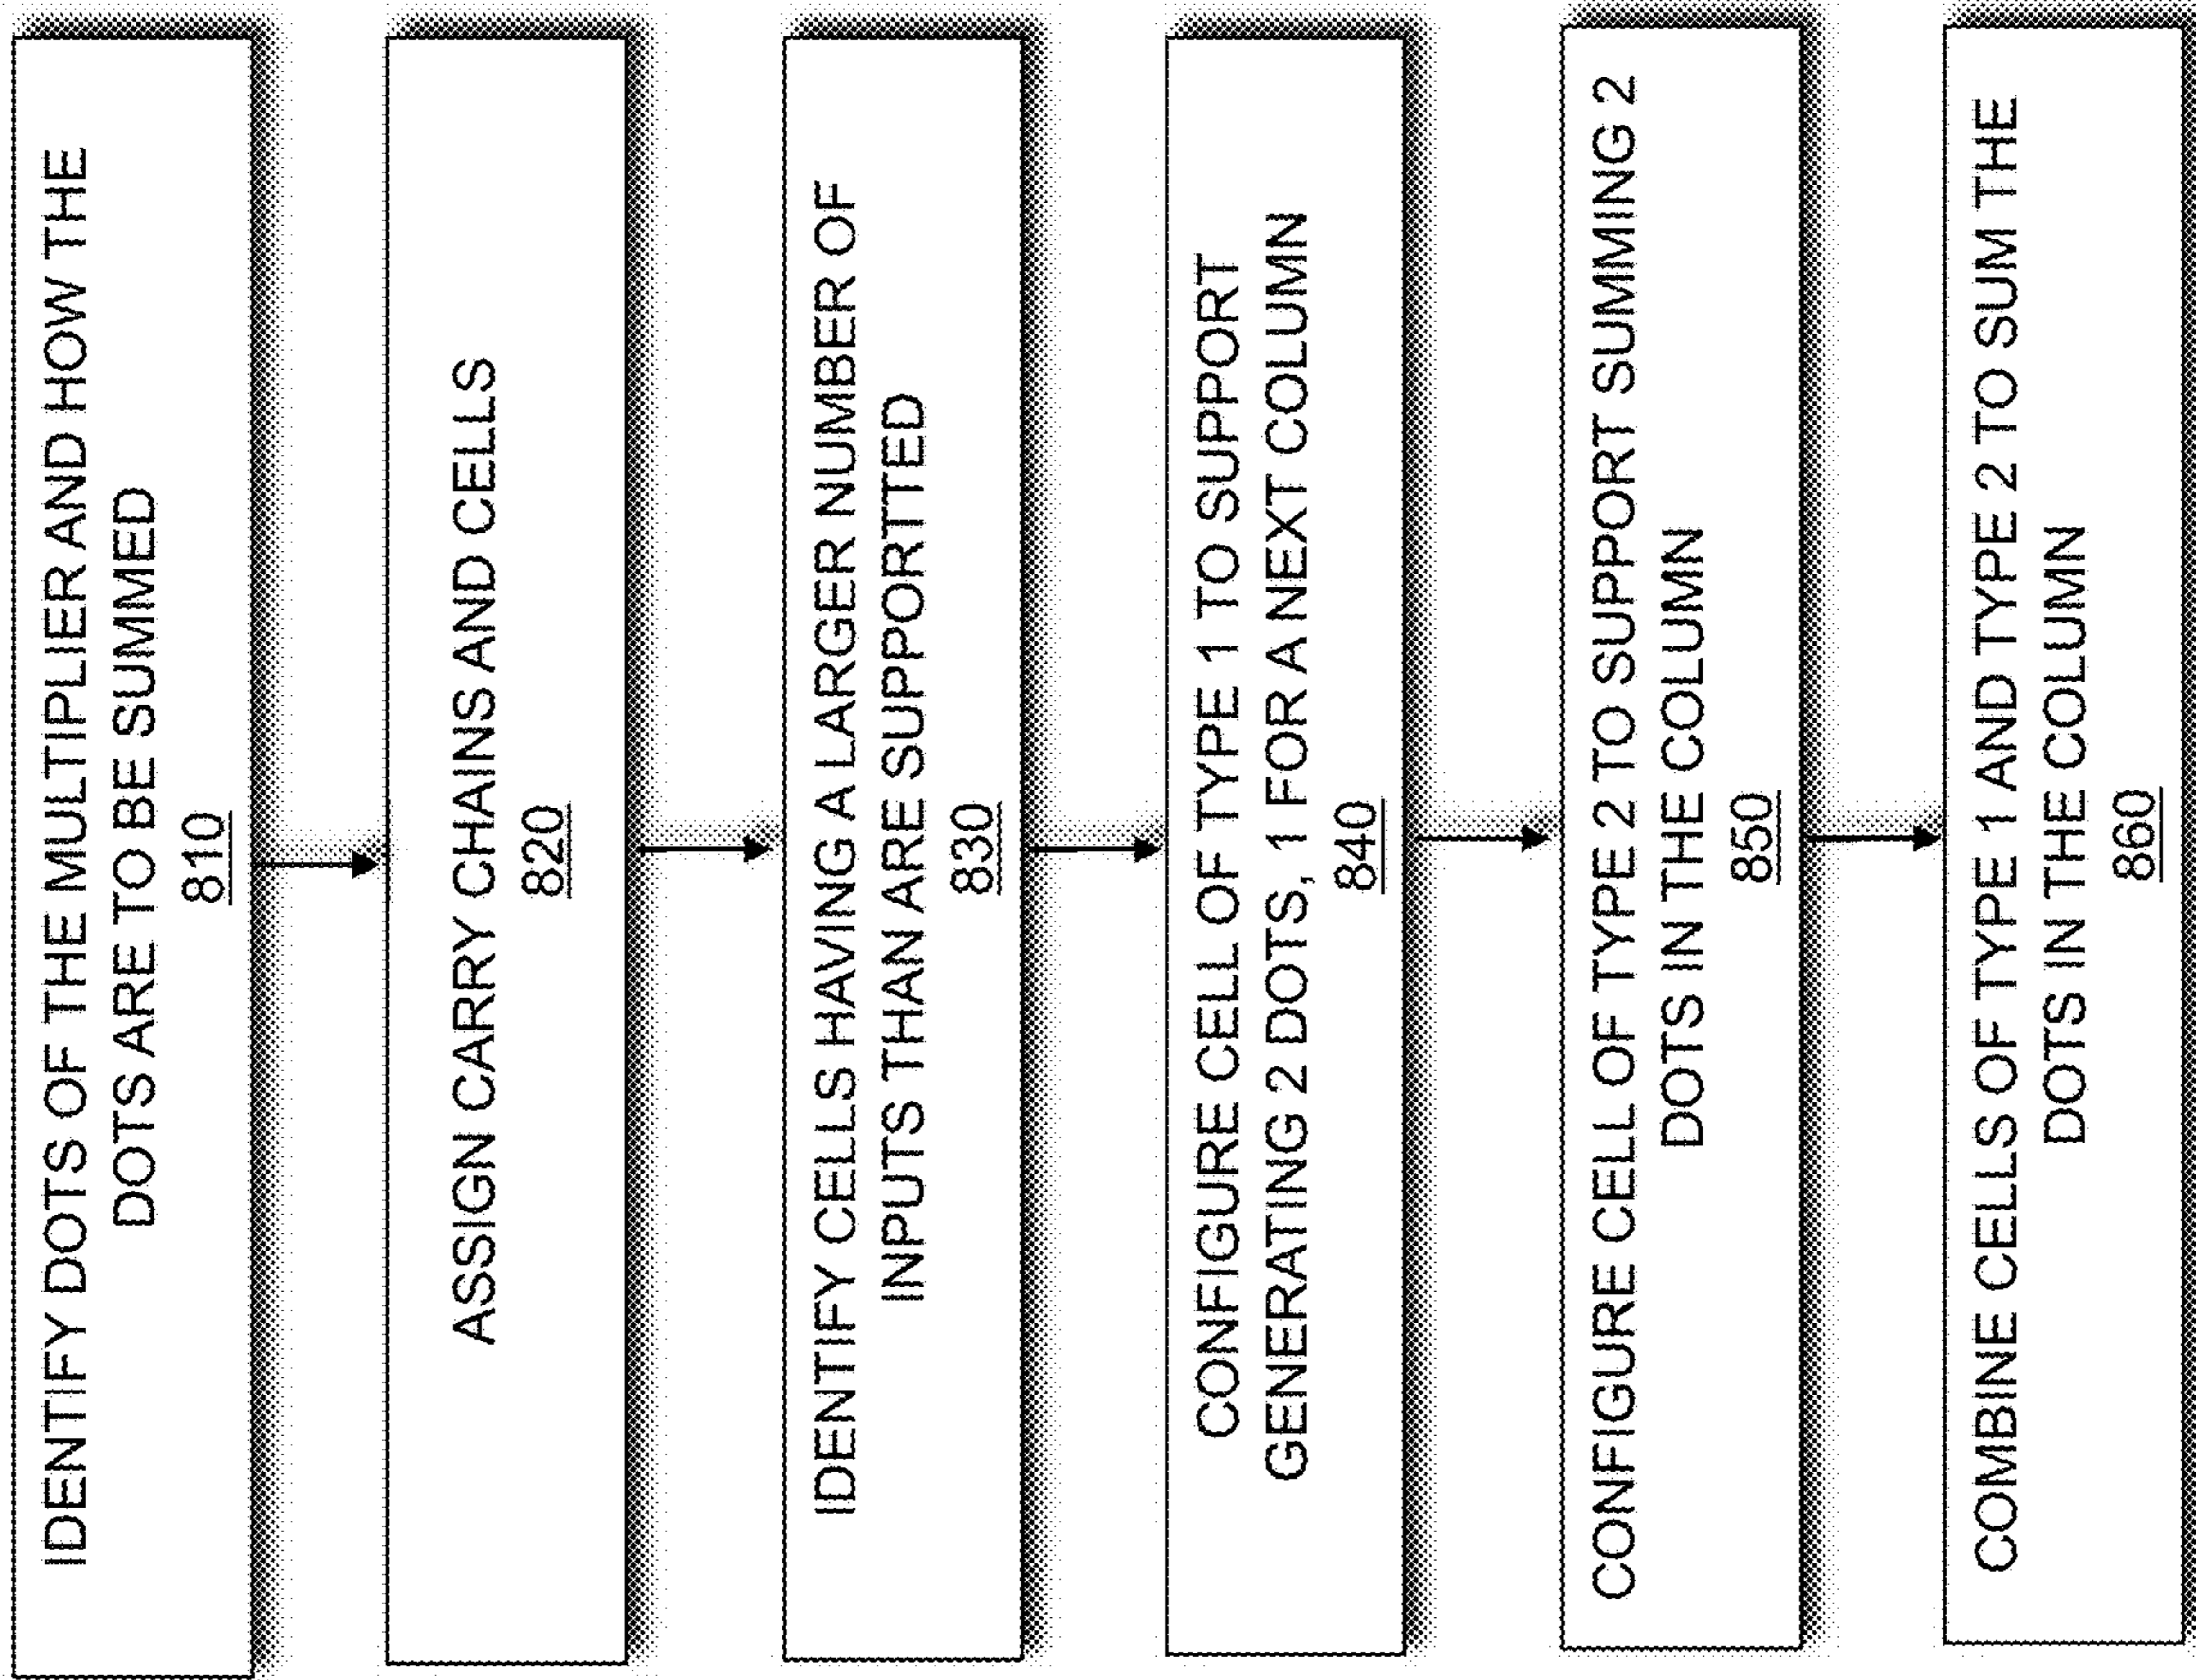 IDENTIFY DOTS OF THE MULTIPLIER AND HOW THE
DOTS ARE TO BE SUMMED
810
ASSIGN CARRY CHAINS AND CELLS
820
IDENTIFY CELLS HAVING A LARGER NUMBER OF
INPUTS THAN ARE SUPPORTED
830
CONFIGURE CELL OF TYPE 1 TO SUPPORT
GENERATING 2 DOTS, 1 FOR A NEXT COLUMN
840
CONFIGURE CELL OF TYPE 2 TO SUPPORT SUMMING 2
DOTS IN THE COLUMN
850
COMBINE CELLS OF TYPE 1 AND TYPE 2 TO SUM THE
DOTS IN THE COLUMN
860